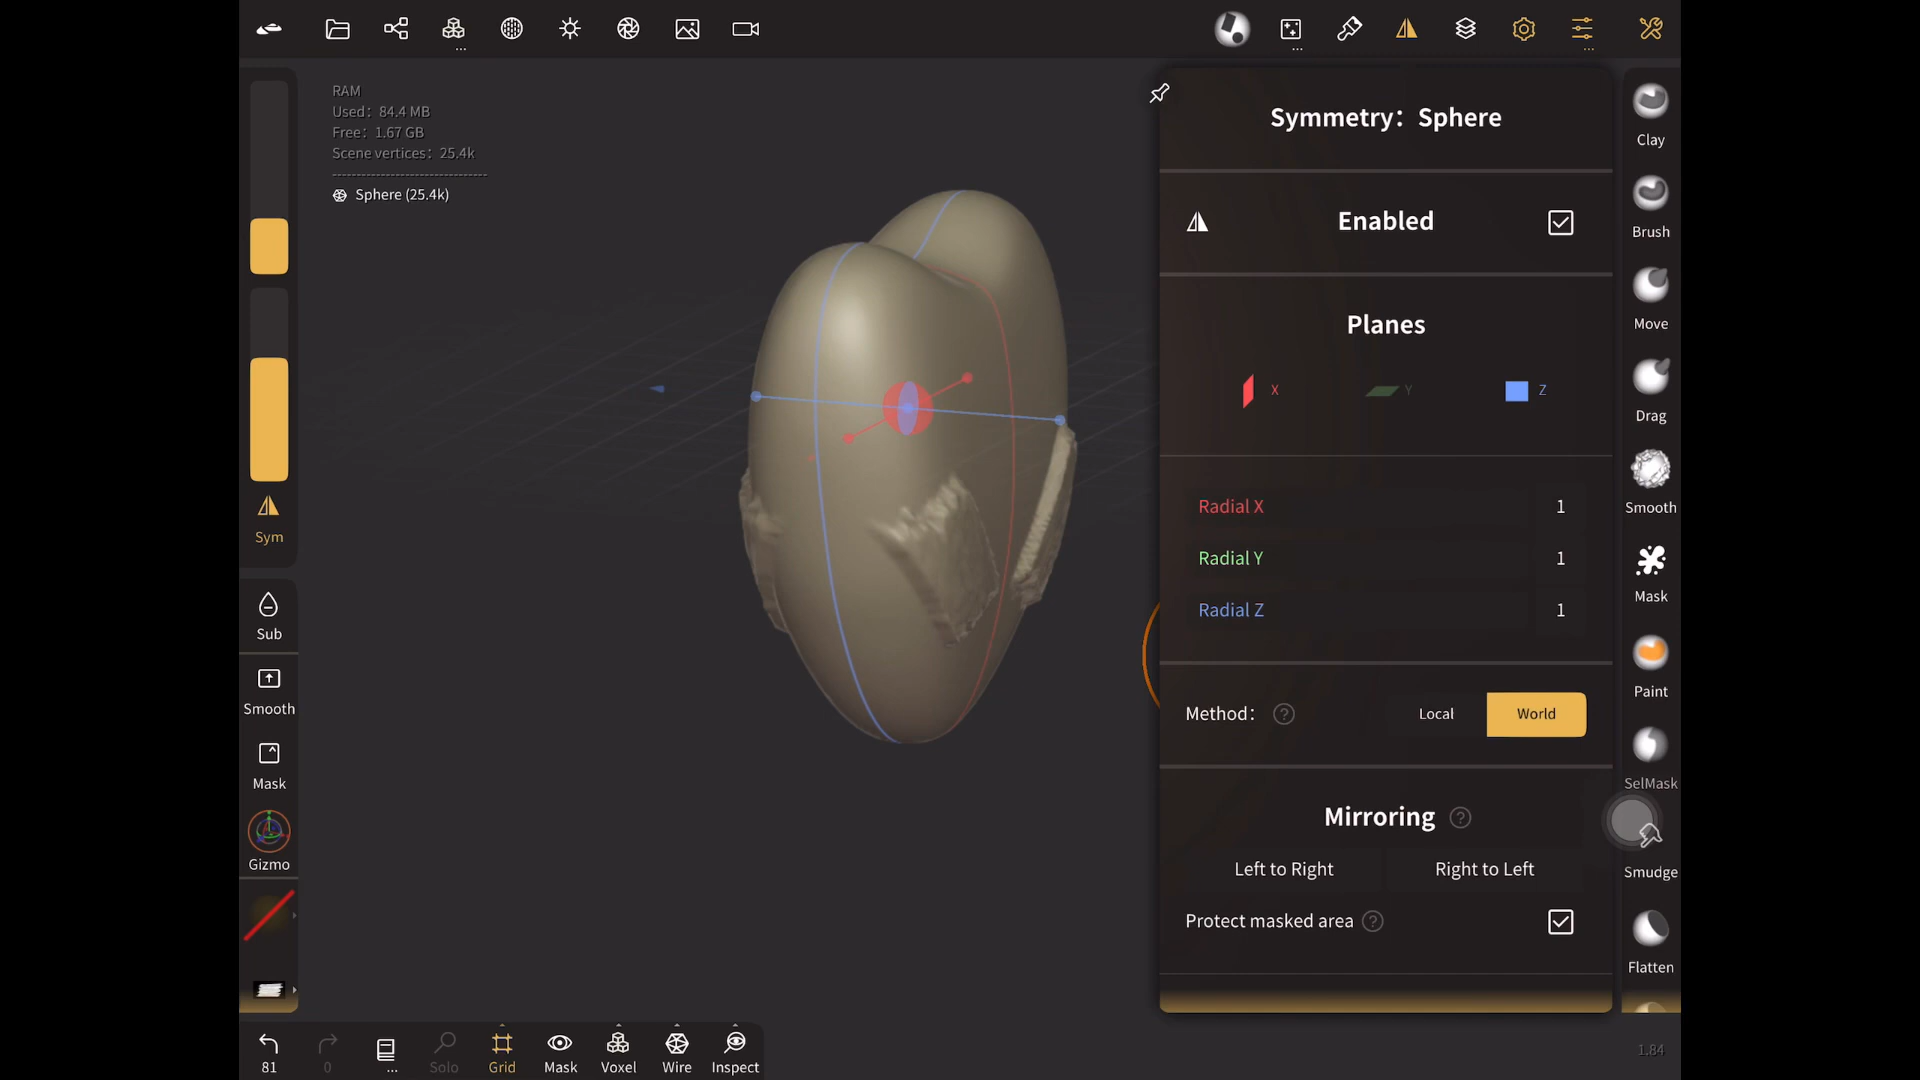 RAM
Used: 84.4 MB
Free: 1.67 GB
Scene vertices: 25.4k
--------------------------------
Sphere (25.4k)
Sym
Sub
Smooth
Mask
Gizmo
81
0
...
Solo
Grid
Mask
Voxel
Wire
Inspect
Symmetry: Sphere
Enabled
Planes
X
Y
Z
Radial X 1
Radial Y 1
Radial Z 1
Method: ? Local World
Mirroring ?
Left to Right Right to Left
Protect masked area ?
Clay
Brush
Move
Drag
Smooth
Mask
Paint
SelMask
Smudge
Flatten
1.84